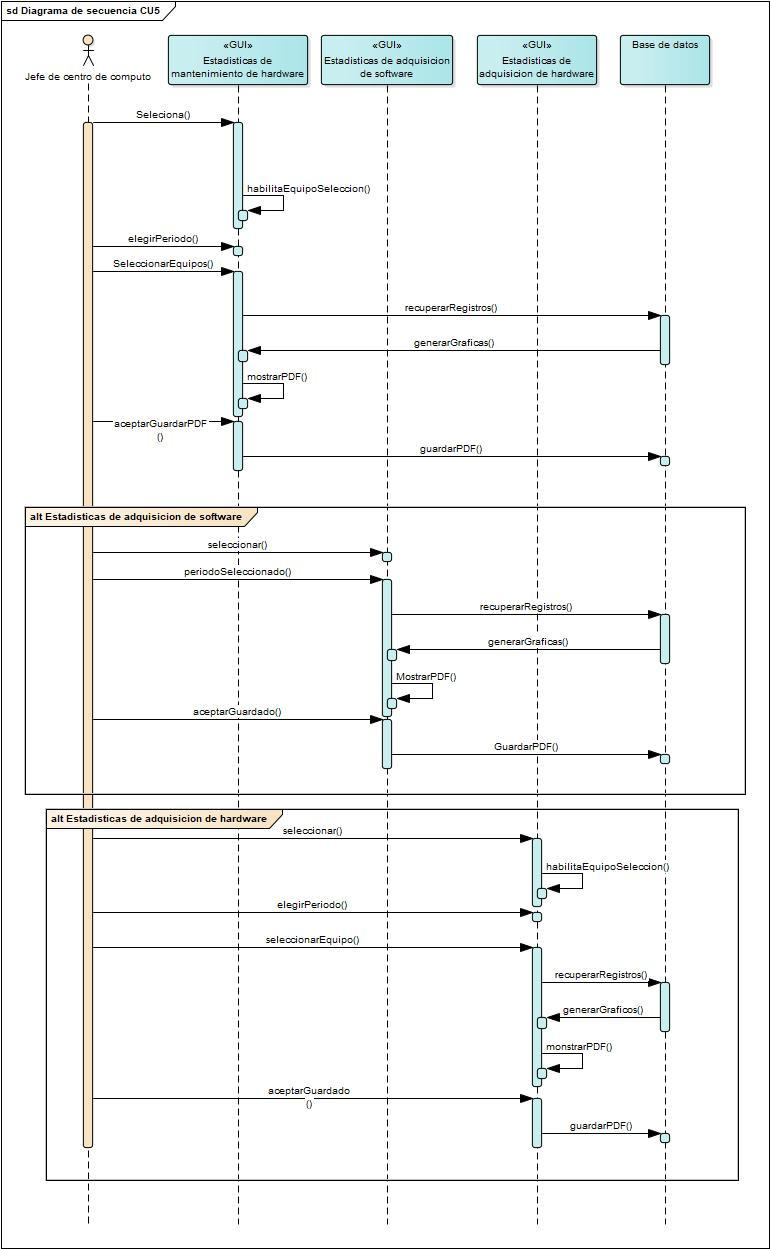 sd Diagrama de secuencia CU5
Jefe de centro de computo
«GUI»
Estadisticas de
mantenimiento de hardware
«GUI»
Estadisticas de adquisicion
de software
«GUI»
Estadisticas de
adquisicion de hardware
Base de datos
Seleciona()
habilitaEquipoSeleccion()
elegirPeriodo()
SeleccionarEquipos()
recuperarRegistros()
generarGraficas()
mostrarPDF()
aceptarGuardarPDF
()
guardarPDF()
alt Estadisticas de adquisicion de software
seleccionar()
periodoSeleccionado()
recuperarRegistros()
generarGraficas()
MostrarPDF()
aceptarGuardado()
GuardarPDF()
alt Estadisticas de adquisicion de hardware
seleccionar()
habilitaEquipoSeleccion()
elegirPeriodo()
seleccionarEquipo()
recuperarRegistros()
generarGraficos()
monstrarPDF()
aceptarGuardado
()
guardarPDF()